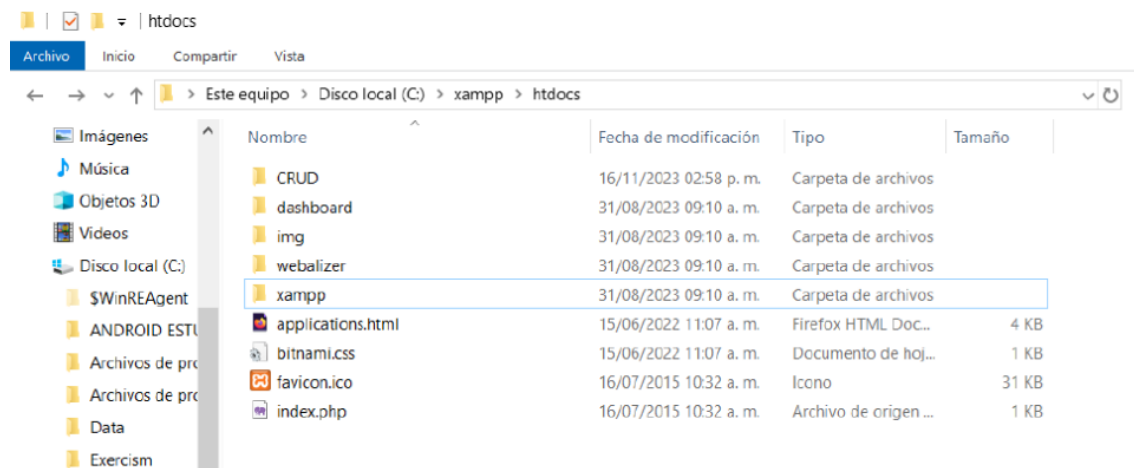 htdocs
Archivo Inicio Compartir Vista
Este equipo > Disco local (C:) > xampp > htdocs
Imágenes
Música
Objetos 3D
Videos
Disco local (C:)
$WinREAgent
ANDROID ESTU
Archivos de pro
Archivos de pro
Data
Exercism
Nombre Fecha de modificación Tipo Tamaño
CRUD 16/11/2023 02:58 p. m. Carpeta de archivos
dashboard 31/08/2023 09:10 a. m. Carpeta de archivos
img 31/08/2023 09:10 a. m. Carpeta de archivos
webalizer 31/08/2023 09:10 a. m. Carpeta de archivos
xampp 31/08/2023 09:10 a. m. Carpeta de archivos
applications.html 15/06/2022 11:07 a. m. Firefox HTML Doc... 4 KB
bitnami.css 15/06/2022 11:07 a. m. Documento de hoj... 1 KB
favicon.ico 16/07/2015 10:32 a. m. Icono 31 KB
index.php 16/07/2015 10:32 a. m. Archivo de origen ... 1 KB